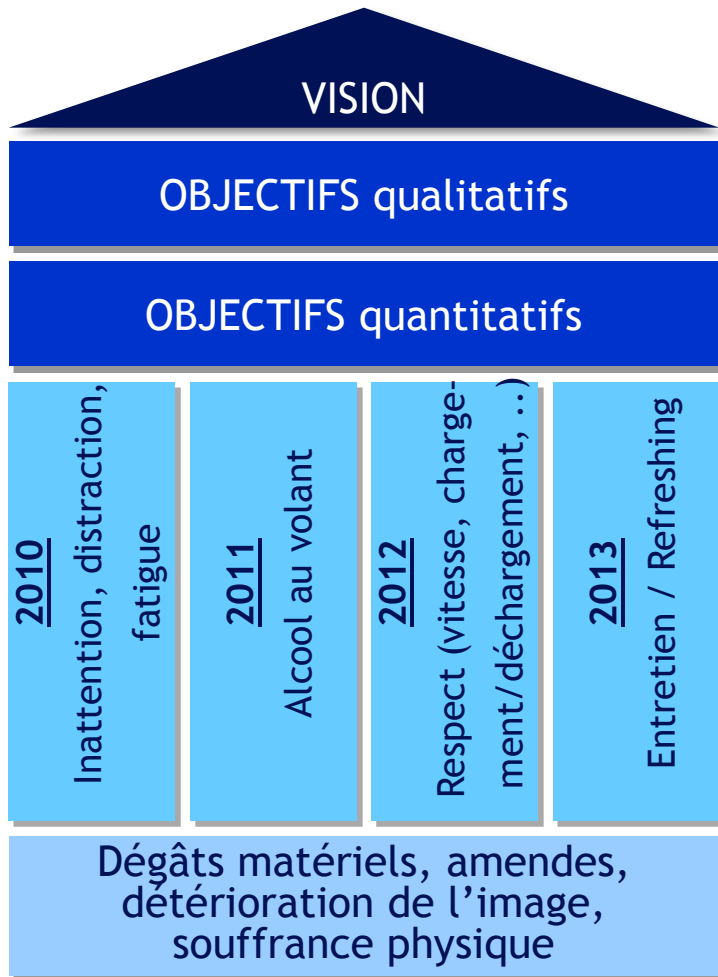 VISION
OBJECTIFS qualitatifs
OBJECTIFS quantitatifs
2010
Inattention, distraction,
fatigue
2011
Alcool au volant
2012
Respect (vitesse, charge-
ment/déchargement, ..)
2013
Entretien / Refreshing
Dégâts matériels, amendes,
détérioration de l’image,
souffrance physique